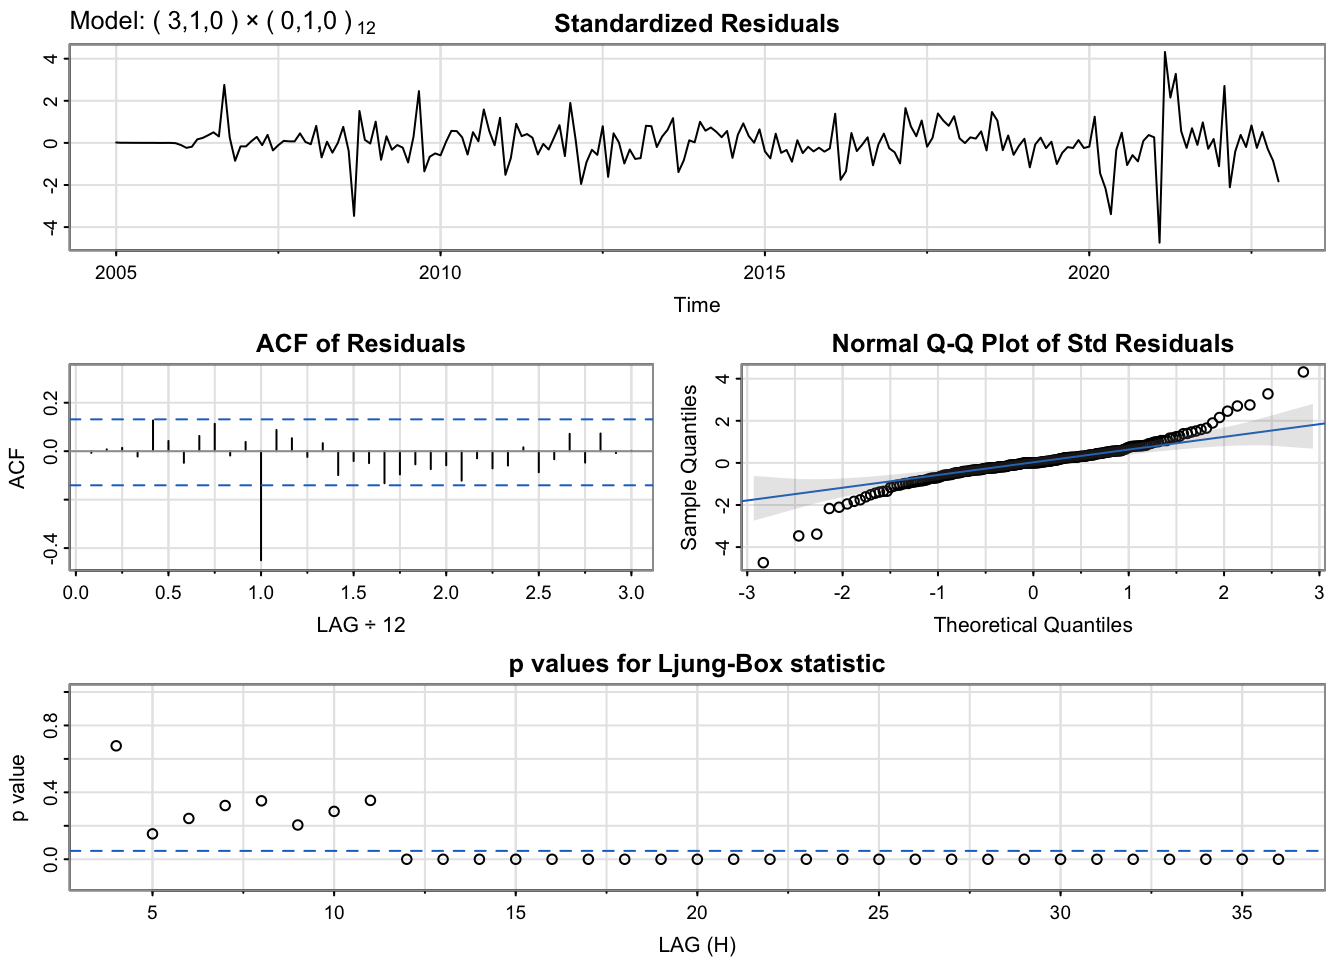 Model: ( 3,1,0 ) × ( 0,1,0 ) 12
Standardized Residuals
4
2
0
-2
-4
2005 2010 2015 2020
Time
ACF of Residuals
ACF
0.2
0.0
-0.4
0.0 0.5 1.0 1.5 2.0 2.5 3.0
LAG ÷ 12
Normal Q-Q Plot of Std Residuals
Sample Quantiles
4
2
0
-2
-4
-3 -2 -1 0 1 2 3
Theoretical Quantiles
p values for Ljung-Box statistic
p value
0.8
0.4
0.0
5 10 15 20 25 30 35
LAG (H)